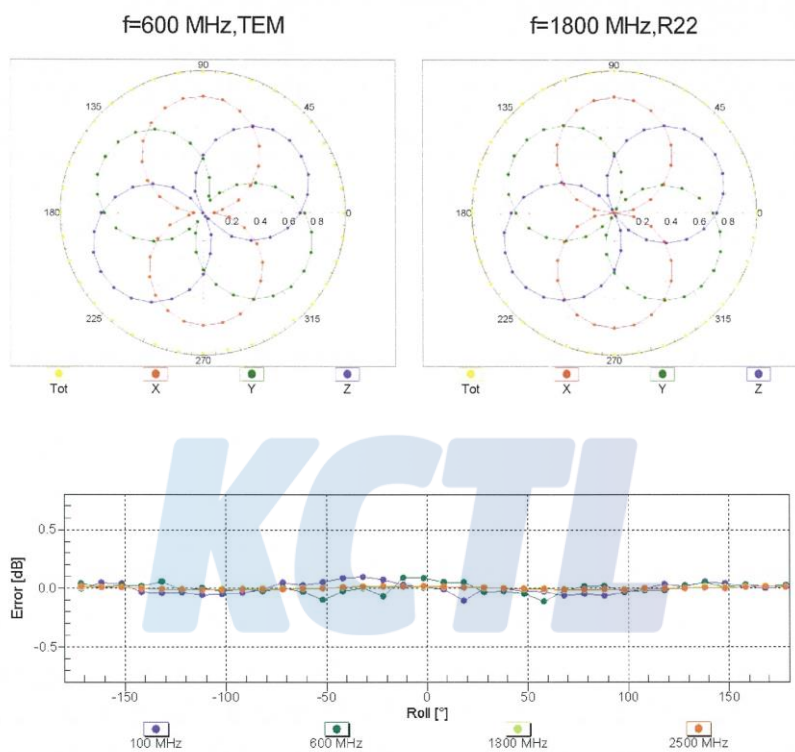 f=600 MHz,TEM
f=1800 MHz,R22
90
135
45
180
0.2 0.4 0.6 0.8
0
225
315
270
Tot X Y Z
90
135
45
180
0.2 0.4 0.6 0.8
0
225
315
270
Tot X Y Z
KCTL
Error [dB]
0.5
0.0
-0.5
-150 -100 -50 0 50 100 150
Roll [°]
100 MHz 600 MHz 1800 MHz 2500 MHz